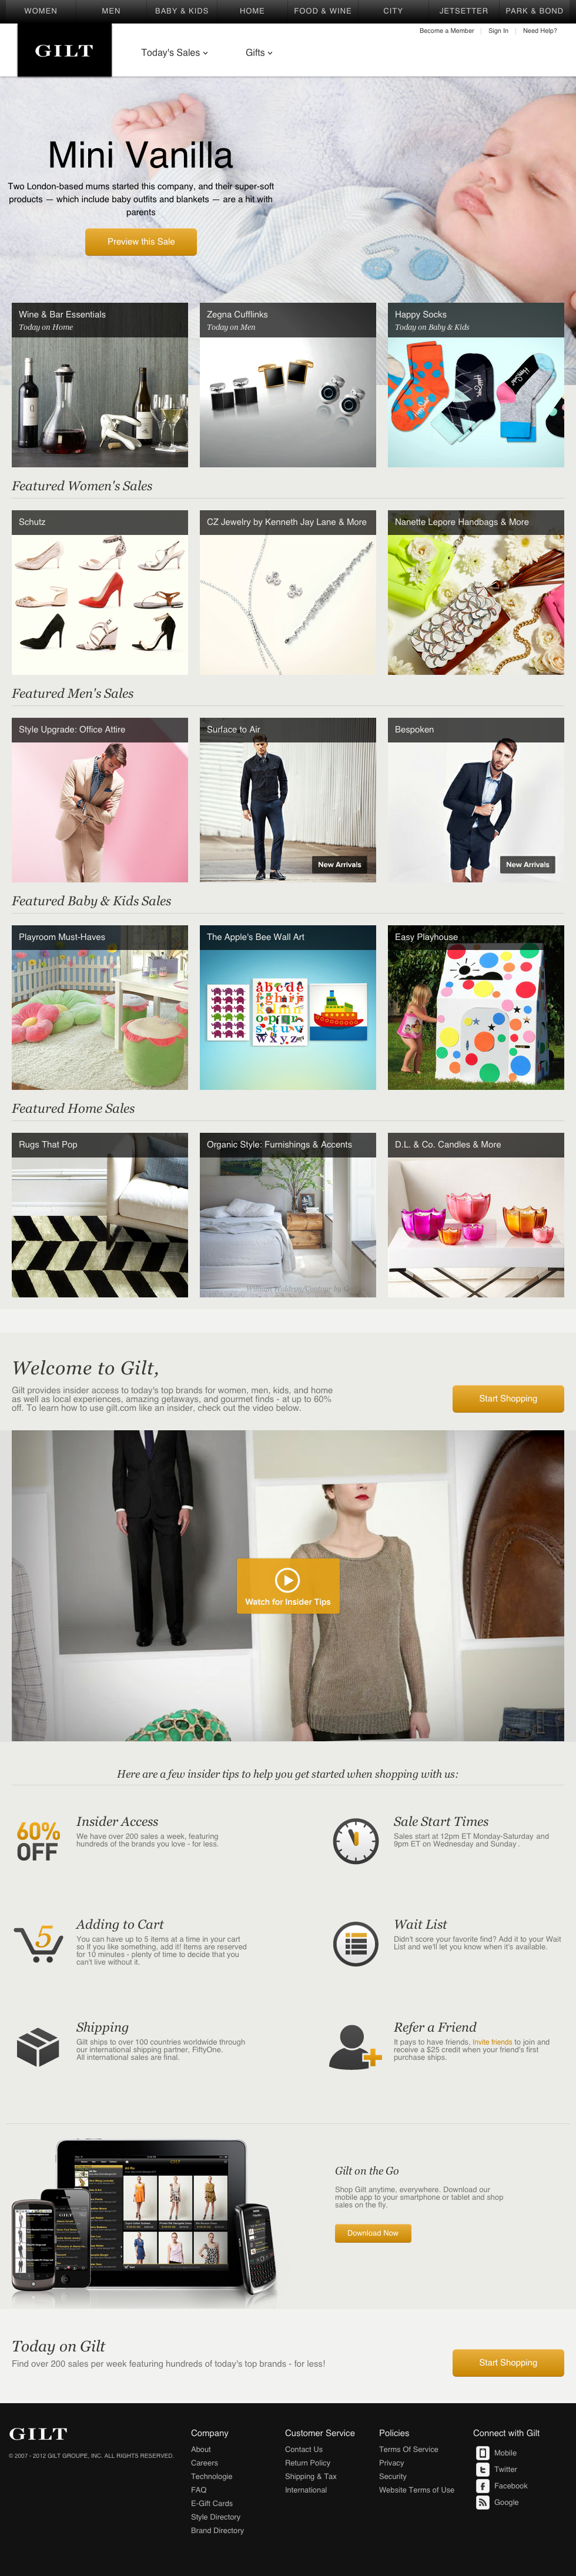 WOMEN MEN BABY & KIDS HOME FOOD & WINE CITY JETSETTER PARK & BOND
Become a Member Sign In Need Help?
GILT Today's Sales Gifts
Mini Vanilla
Two London-based mums started this company, and their super-soft
products — which include baby outfits and blankets — are a hit with
parents
Preview this Sale
Wine & Bar Essentials
Today on Home
Zegna Cufflinks
Today on Men
Happy Socks
Today on Baby & Kids
Featured Women's Sales
Schutz
CZ Jewelry by Kenneth Jay Lane & More
Nanette Lepore Handbags & More
Featured Men's Sales
Style Upgrade: Office Attire
Surface to Air
New Arrivals
Bespoken
New Arrivals
Featured Baby & Kids Sales
Playroom Must-Haves
The Apple's Bee Wall Art
Easy Playhouse
Featured Home Sales
Rugs That Pop
Organic Style: Furnishings & Accents
D.L. & Co. Candles & More
Welcome to Gilt,
Gilt provides insider access to today's top brands for women, men, kids, and home
as well as local experiences, amazing getaways, and gourmet finds - at up to 60%
off. To learn how to use gilt.com like an insider, check out the video below.
Start Shopping
Watch for Insider Tips
Here are a few insider tips to help you get started when shopping with us:
60%
OFF
Insider Access
We have over 200 sales a week, featuring
hundreds of the brands you love - for less.
Sale Start Times
Sales start at 12pm ET Monday-Saturday and
9pm ET on Wednesday and Sunday .
5
Adding to Cart
You can have up to 5 items at a time in your cart
so If you like something, add it! Items are reserved
for 10 minutes - plenty of time to decide that you
can't live without it.
Wait List
Didn't score your favorite find? Add it to your Wait
List and we'll let you know when it's available.
Shipping
Gilt ships to over 100 countries worldwide through
our international shipping partner, FiftyOne.
All international sales are final.
Refer a Friend
It pays to have friends. Invite friends to join and
receive a $25 credit when your friend's first
purchase ships.
GILT
Gilt on the Go
Shop Gilt anytime, everywhere. Download our
mobile app to your smartphone or tablet and shop
sales on the fly.
Download Now
Today on Gilt
Find over 200 sales per week featuring hundreds of today's top brands - for less!
Start Shopping
GILT
© 2007 - 2012 GILT GROUPE, INC. ALL RIGHTS RESERVED.
Company
About
Careers
Technologie
FAQ
E-Gift Cards
Style Directory
Brand Directory
Customer Service
Contact Us
Return Policy
Shipping & Tax
International
Policies
Terms Of Service
Privacy
Security
Website Terms of Use
Connect with Gilt
Mobile
Twitter
Facebook
Google